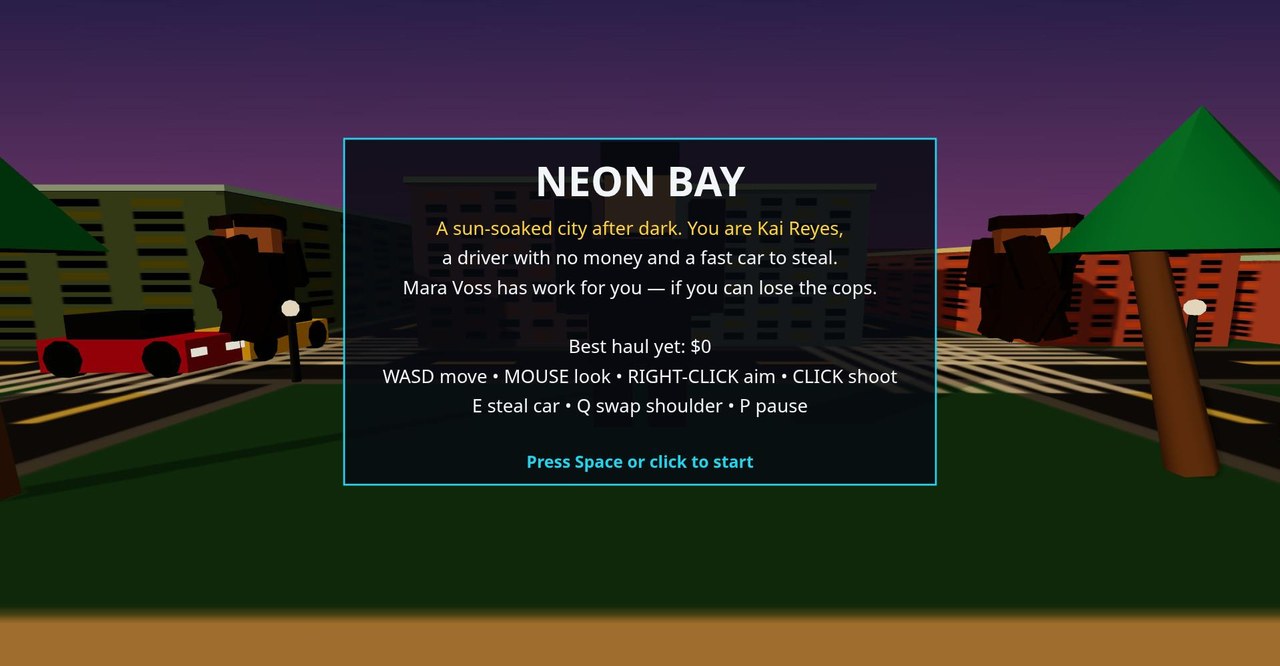 NEON BAY
A sun-soaked city after dark. You are Kai Reyes,
a driver with no money and a fast car to steal.
Mara Voss has work for you — if you can lose the cops.
Best haul yet: $0
WASD move • MOUSE look • RIGHT-CLICK aim • CLICK shoot
E steal car • Q swap shoulder • P pause
Press Space or click to start